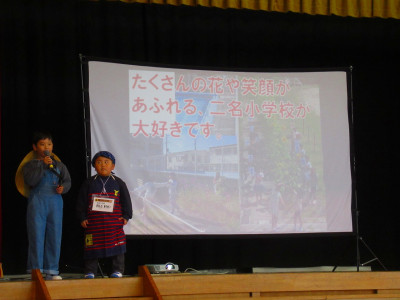 たくさんの花や笑顔が
あふれる、二名小学校が
大好きです